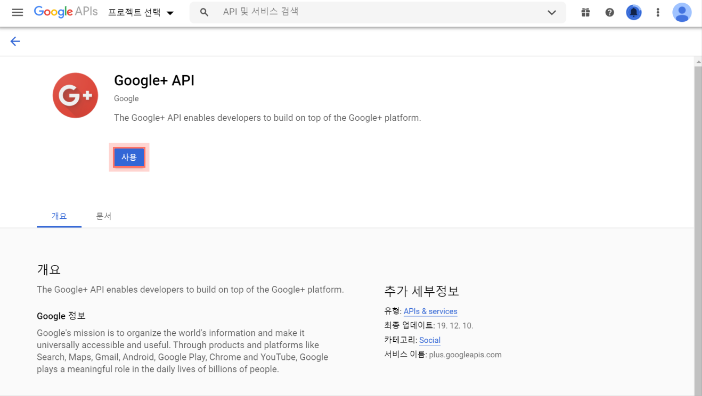 Google APIs 프로젝트 선택 API 및 서비스 검색
Google+ API
Google
The Google+ API enables developers to build on top of the Google+ platform.
사용
개요 문서
개요
The Google+ API enables developers to build on top of the Google+ platform.
Google 정보
Google's mission is to organize the world's information and make it
universally accessible and useful. Through products and platforms like
Search, Maps, Gmail, Android, Google Play, Chrome and YouTube, Google
plays a meaningful role in the daily lives of billions of people.
추가 세부정보
유형: APIs & services
최종 업데이트: 19. 12. 10.
카테고리: Social
서비스 이름: plus.googleapis.com